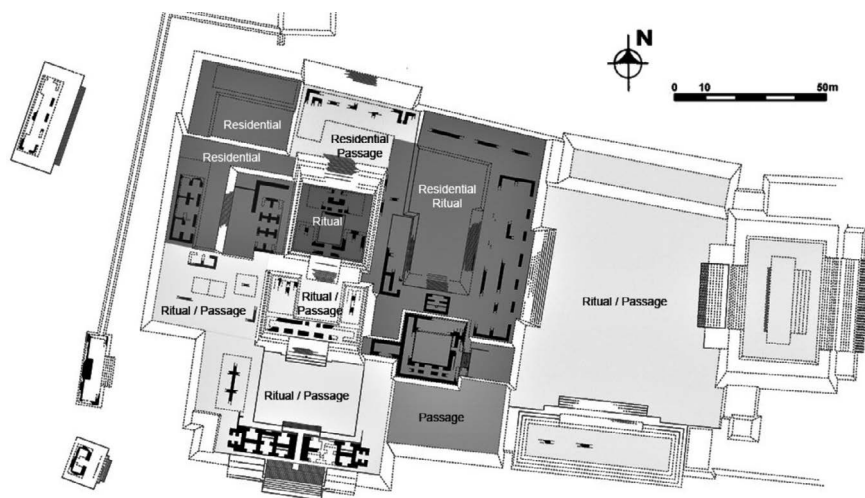 N
0 10 50m
Residential
Residential
Passage
Residential
Residential
Ritual
Ritual
Ritual /
Passage
Ritual / Passage
Ritual / Passage
Ritual / Passage
Passage